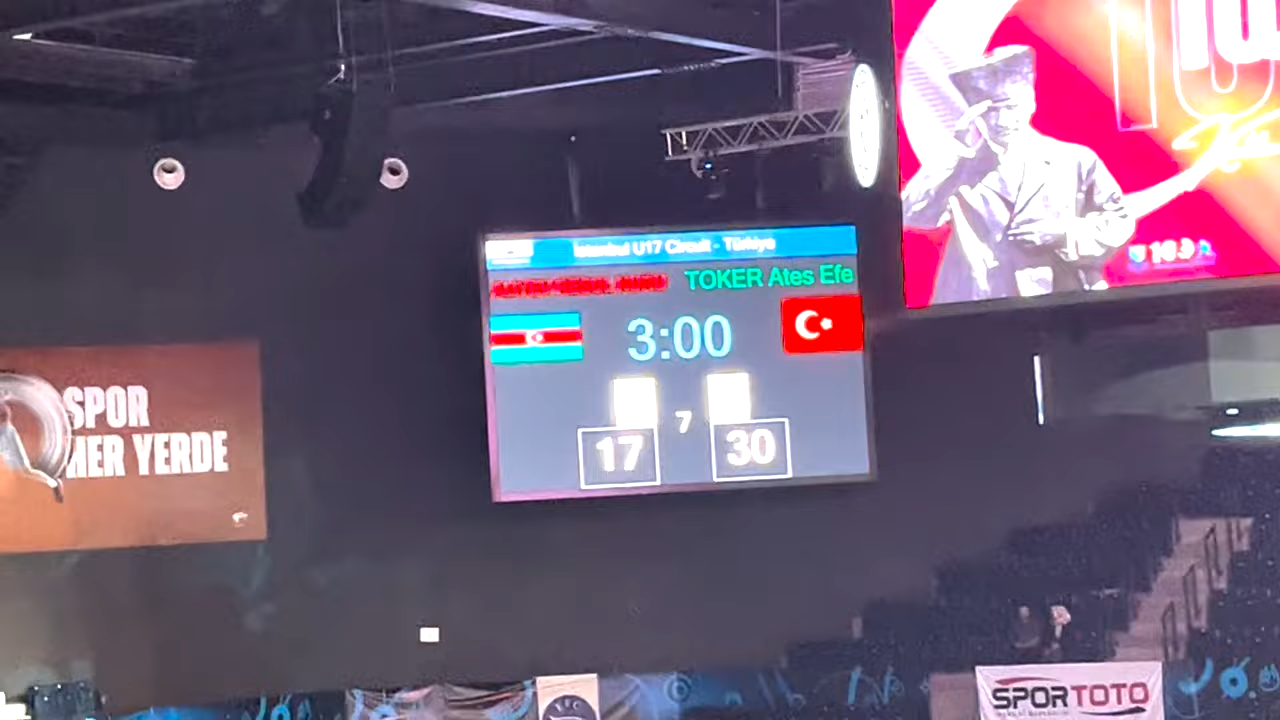 Istanbul U17 Circuit - Türkiye
TOKER Ates Efe
3:00
7
17
30
SPOR
HER YERDE
SPORTOTO